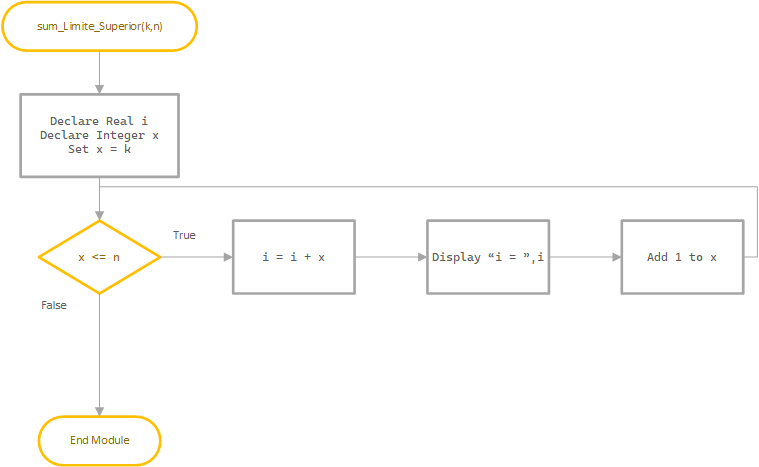 sum_Limite_Superior(k,n)
Declare Real i
Declare Integer x
Set x = k
x <= n
True
i = i + x
Display “i = ”,i
Add 1 to x
False
End Module